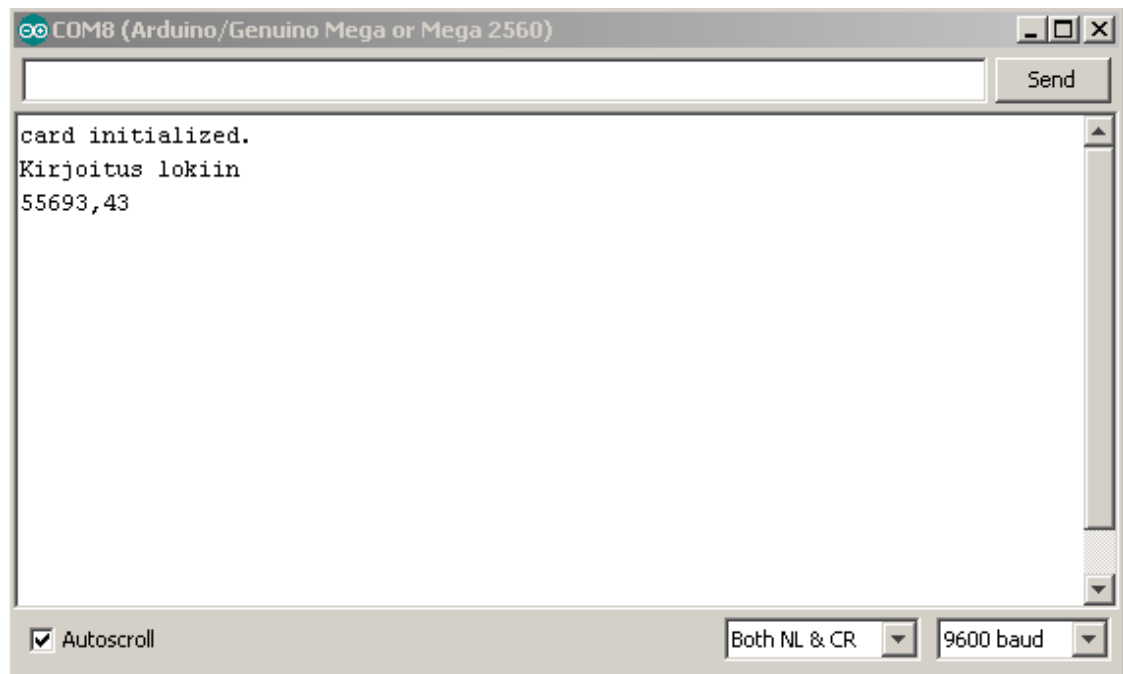 COM8 (Arduino/Genuino Mega or Mega 2560)
Send
card initialized.
Kirjoitus lokiin
55693,43
Autoscroll
Both NL & CR
9600 baud